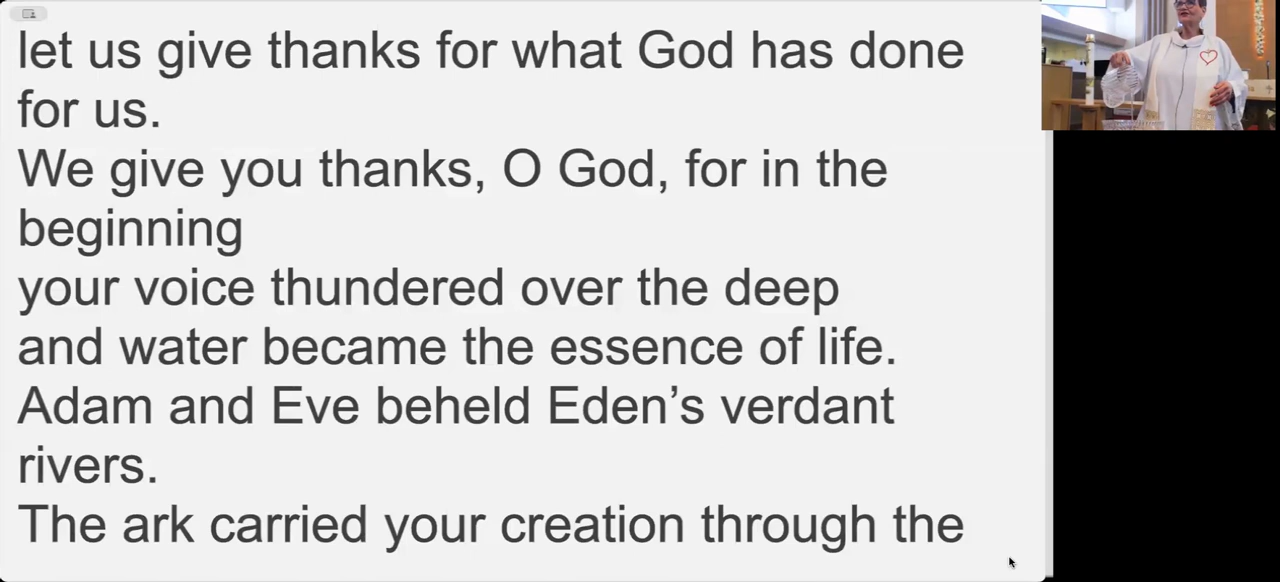 let us give thanks for what God has done
for us.
We give you thanks, O God, for in the
beginning
your voice thundered over the deep
and water became the essence of life.
Adam and Eve beheld Eden’s verdant
rivers.
The ark carried your creation through the